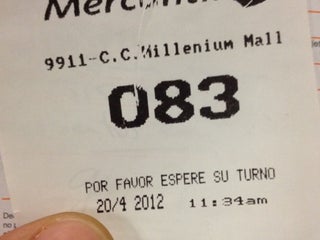 9911-C.C.Millenium Mall
083
POR FAVOR ESPERE SU TURNO
20/4 2012 11:34am